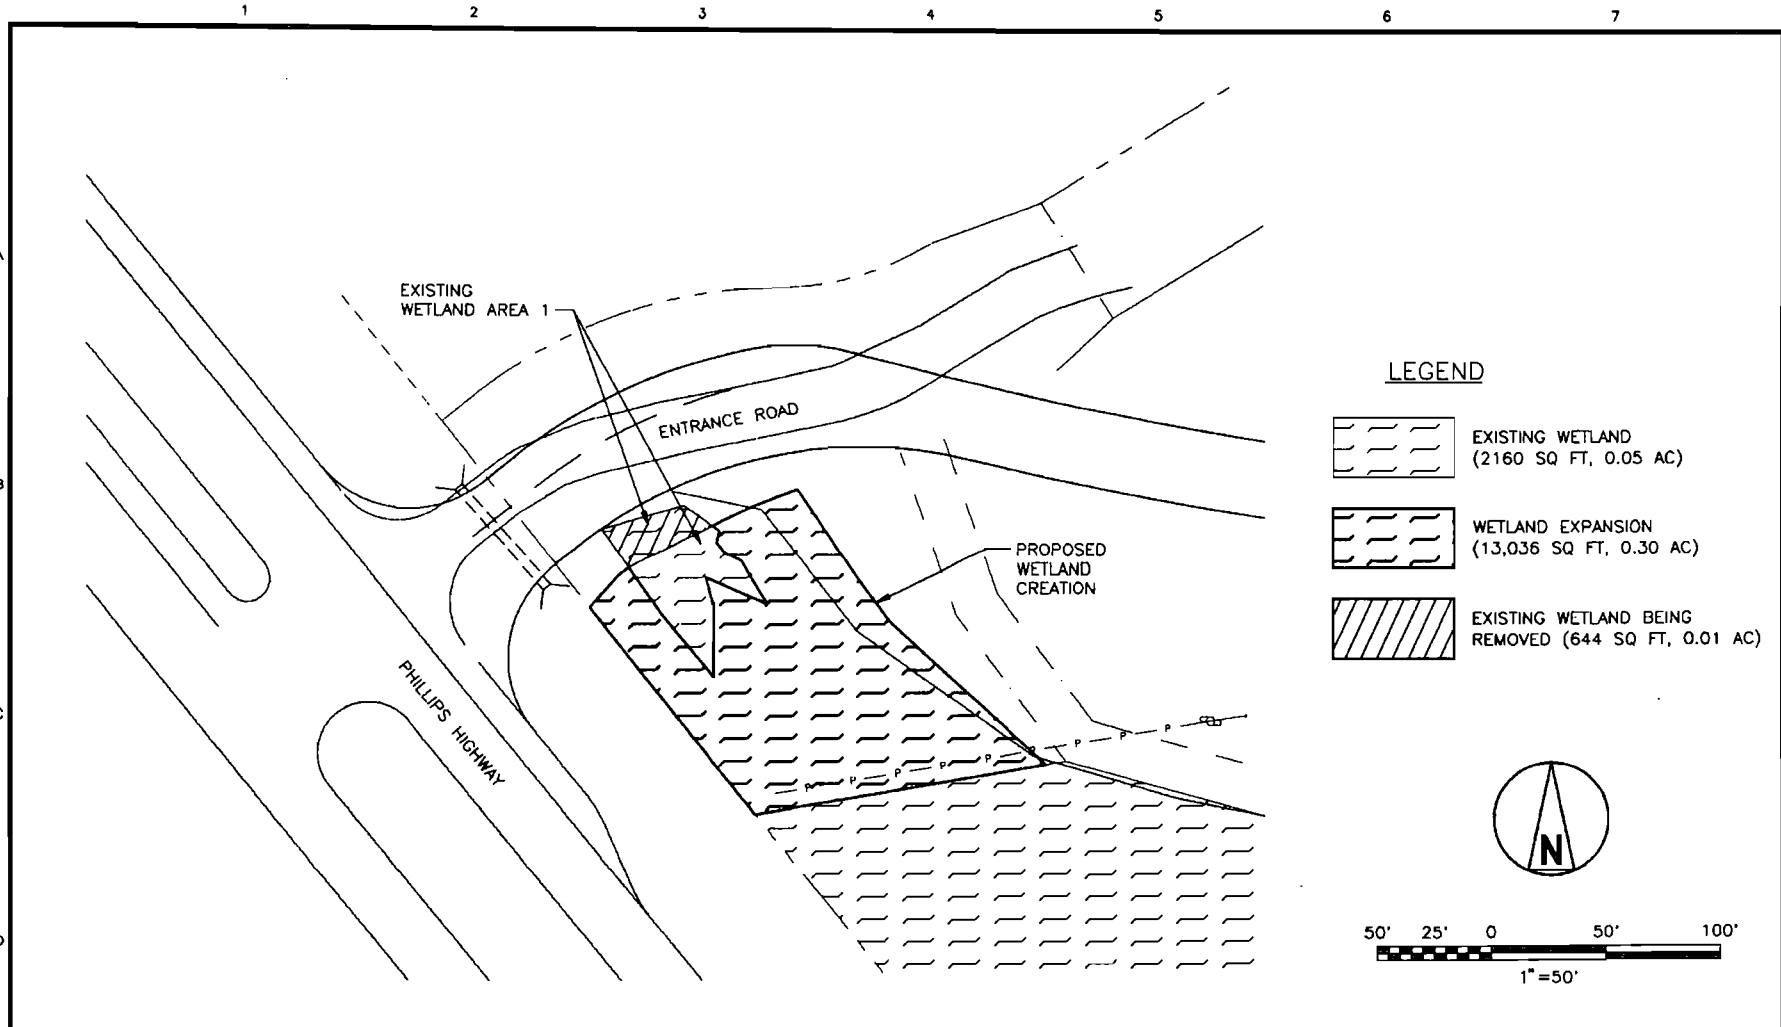 1 2 3 4 5 6 7
EXISTING
WETLAND AREA 1
ENTRANCE ROAD
PROPOSED
WETLAND
CREATION
PHILLIPS HIGHWAY
P P P P P P P P P
LEGEND
EXISTING WETLAND
(2160 SQ FT, 0.05 AC)
WETLAND EXPANSION
(13,036 SQ FT, 0.30 AC)
EXISTING WETLAND BEING
REMOVED (644 SQ FT, 0.01 AC)
N
50' 25' 0 50' 100'
1"=50'